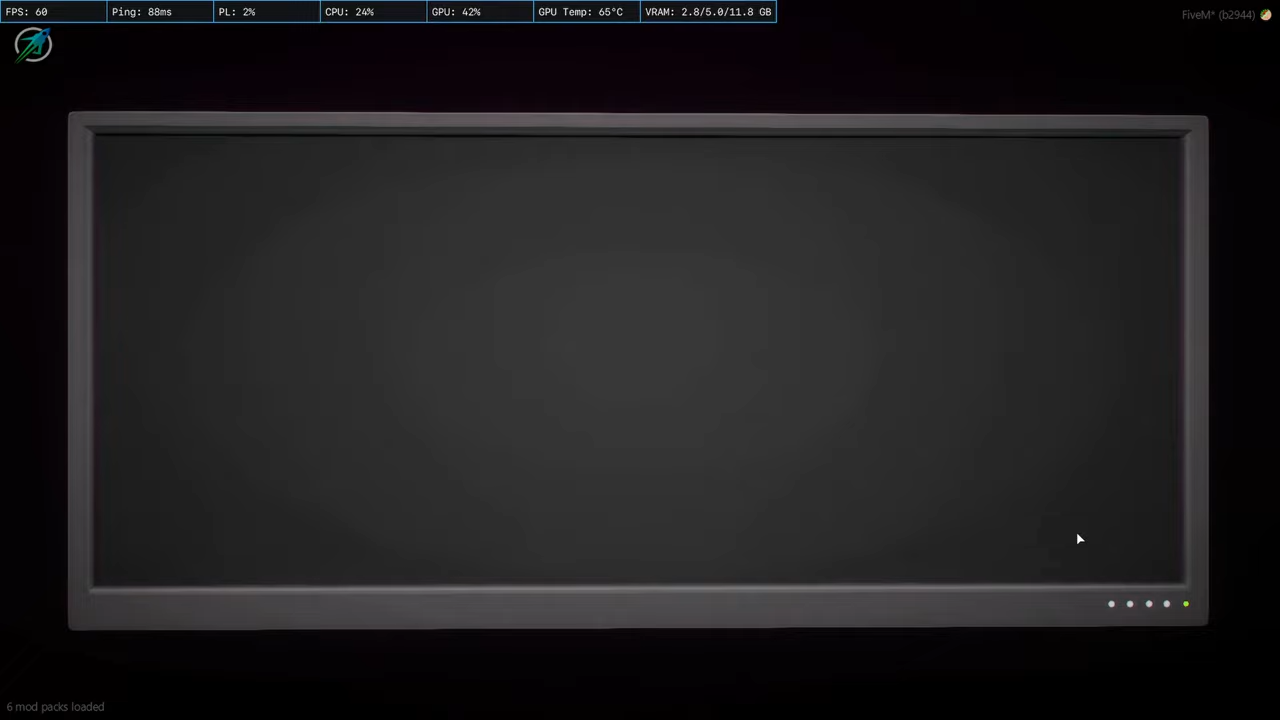 FPS: 60 Ping: 88ms PL: 2% CPU: 24% GPU: 42% GPU Temp: 65°C VRAM: 2.8/5.0/11.8 GB
FiveM* (b2944)
6 mod packs loaded